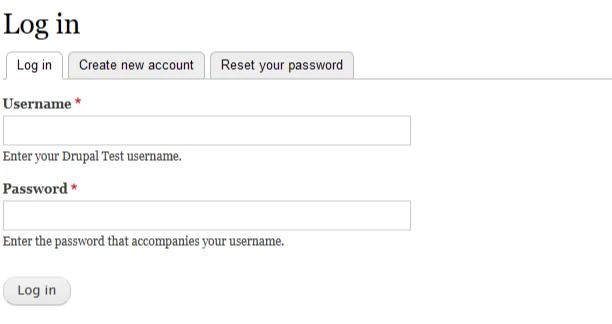 Log in
Log in Create new account Reset your password
Username *
Enter your Drupal Test username.
Password *
Enter the password that accompanies your username.
Log in